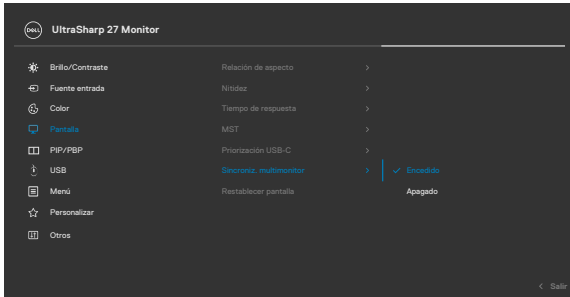 DELL UltraSharp 27 Monitor
Brillo/Contraste
Fuente entrada
Color
Pantalla
PIP/PBP
USB
Menú
Personalizar
Otros
Relación de aspecto
Nitidez
Tiempo de respuesta
MST
Priorización USB-C
Sincroniz. multimonitor
Restablecer pantalla
Encedido
Apagado
Salir